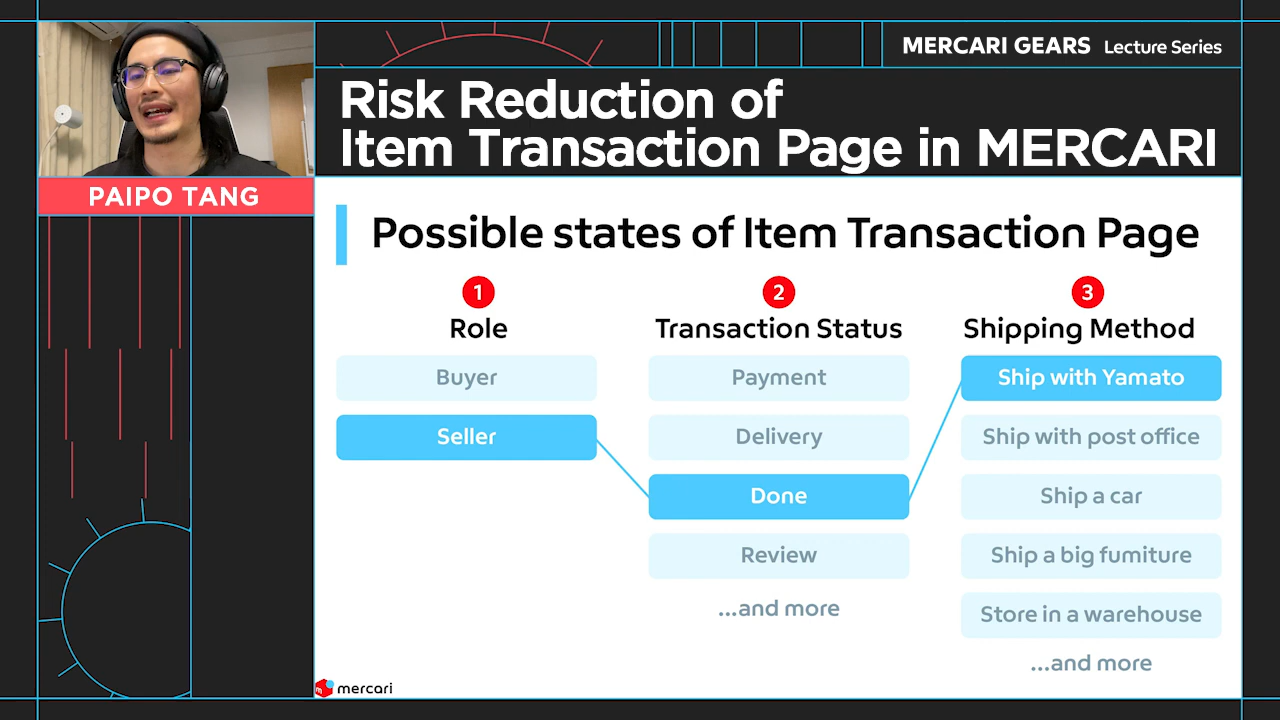 MERCARI GEARS Lecture Series
Risk Reduction of
Item Transaction Page in MERCARI
PAIPO TANG
Possible states of Item Transaction Page
1
Role
Buyer
Seller
2
Transaction Status
Payment
Delivery
Done
Review
...and more
3
Shipping Method
Ship with Yamato
Ship with post office
Ship a car
Ship a big fumiture
Store in a warehouse
...and more
mercari